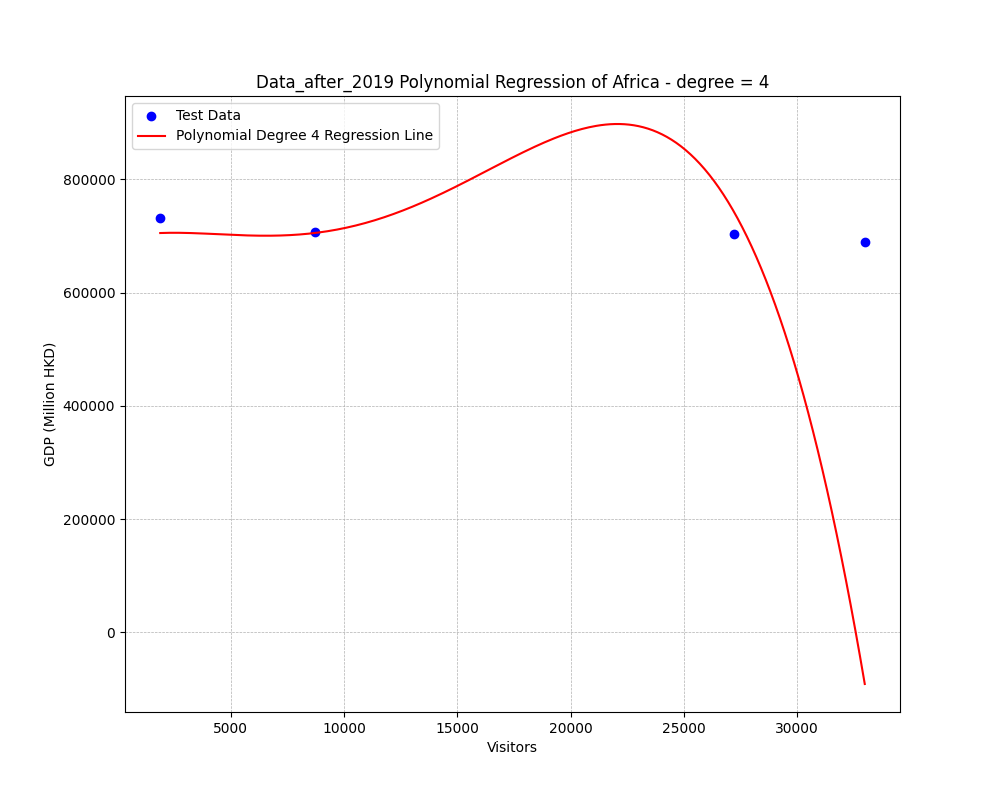 Data_after_2019 Polynomial Regression of Africa - degree = 4
Test Data
Polynomial Degree 4 Regression Line
800000
600000
400000
200000
0
GDP (Million HKD)
5000 10000 15000 20000 25000 30000
Visitors